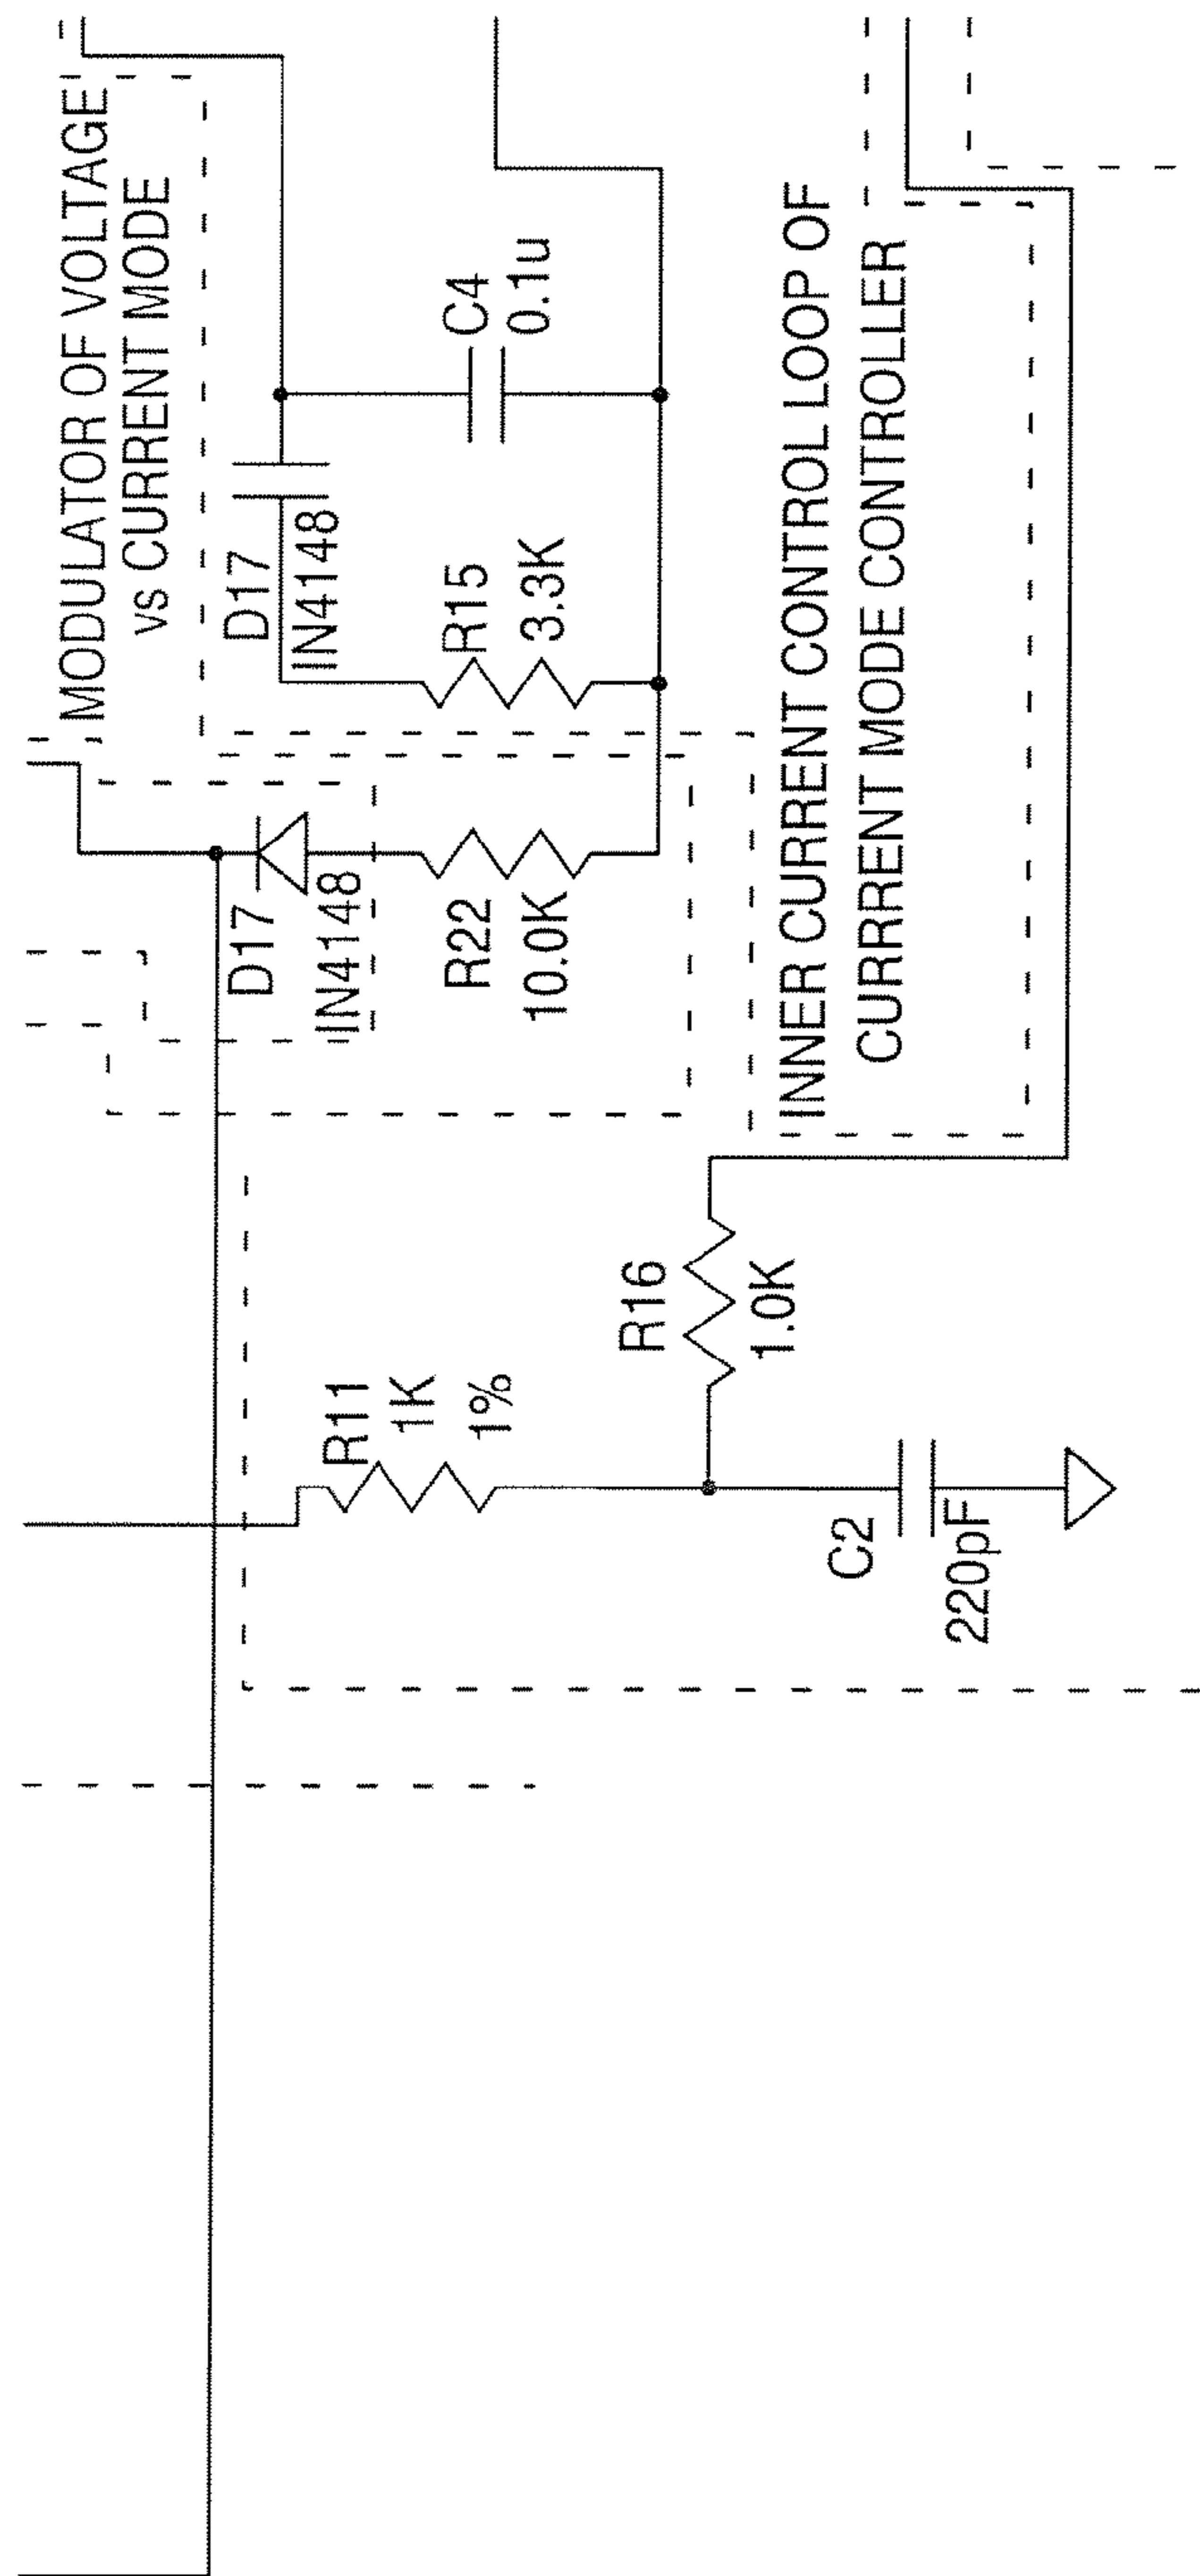 MODULATOR OF VOLTAGE
vs CURRENT MODE
D17
IN4148
C4
0.1u
R15
3.3K
D17
IN4148
R22
10.0K
INNER CURRENT CONTROL LOOP OF
CURRRENT MODE CONTROLLER
R11
1K
1%
R16
1.0K
C2
220pF